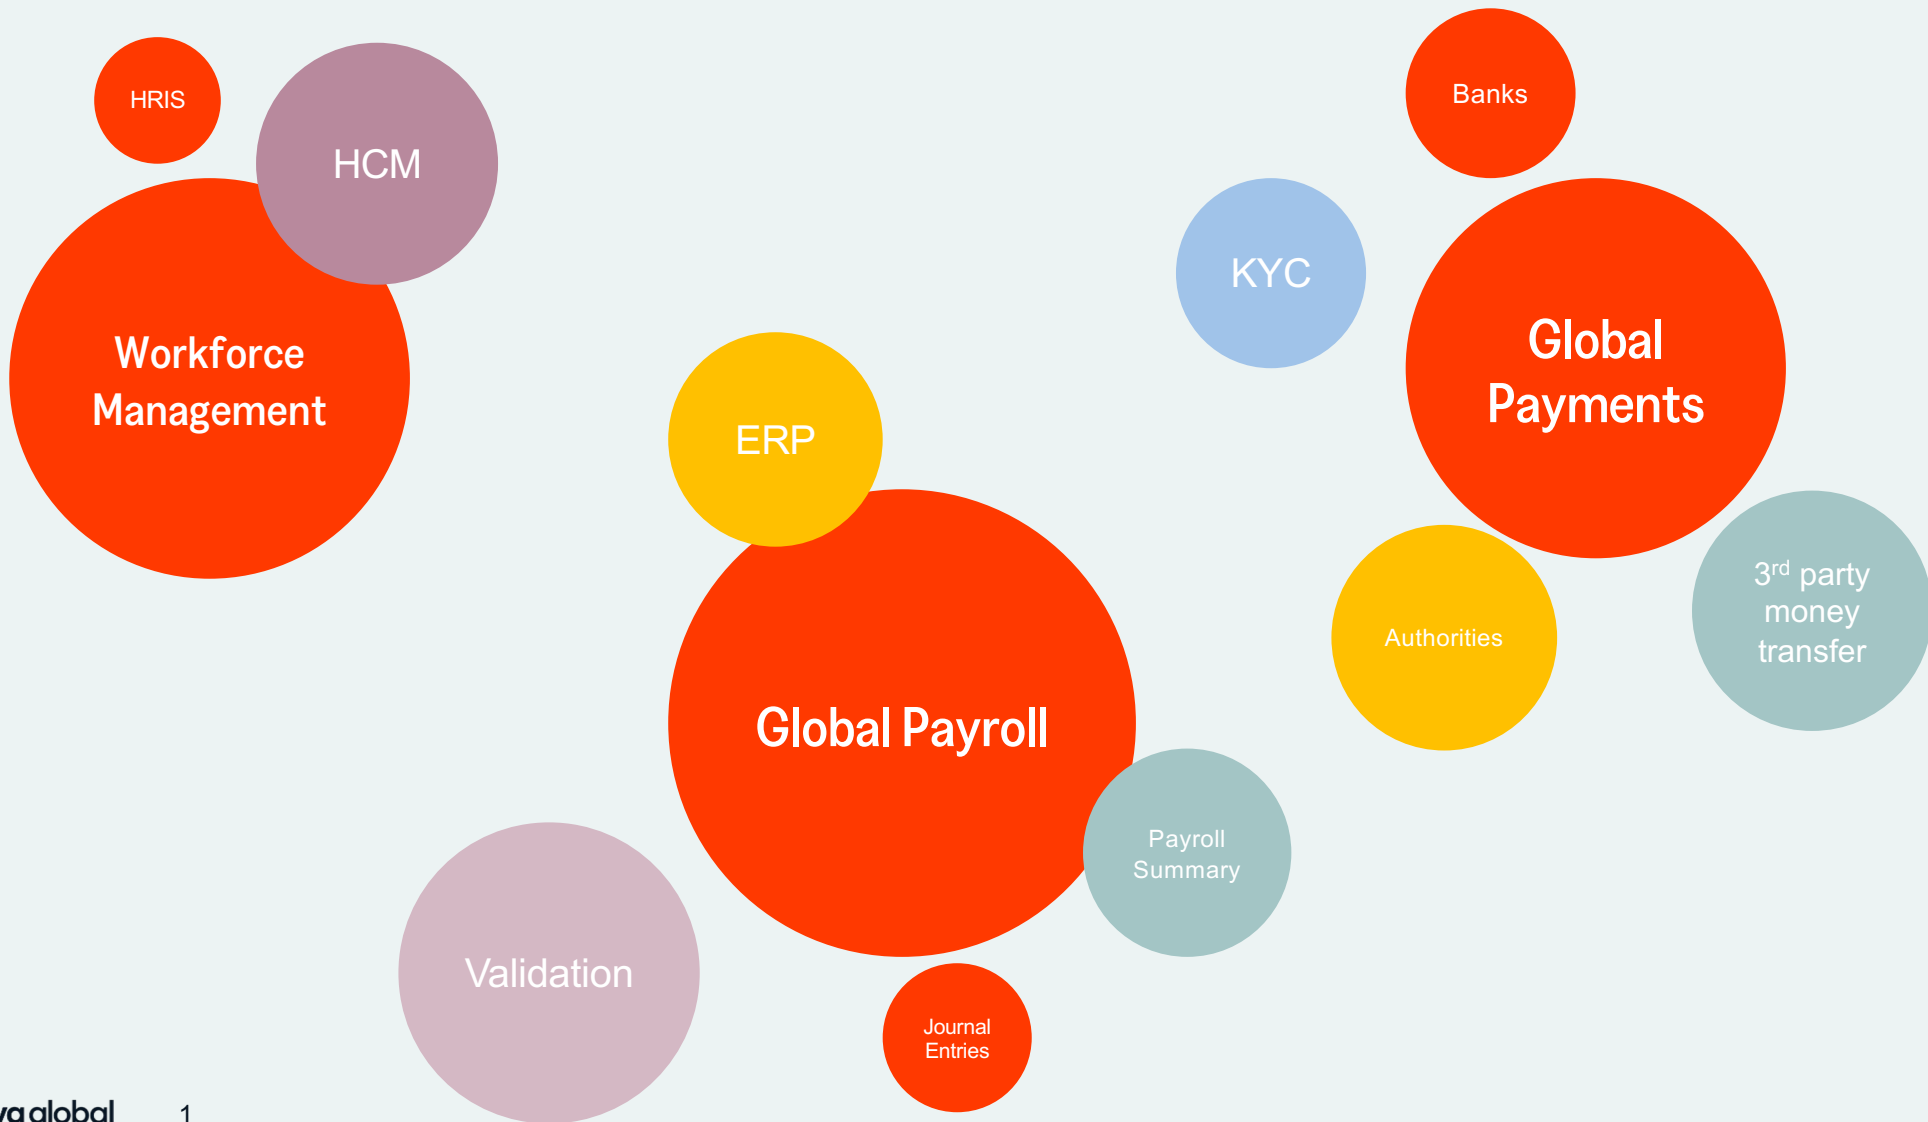 HRIS
HCM
Workforce
Management
Banks
KYC
Global
Payments
ERP
Authorities
3rd party
money
transfer
Global Payroll
Payroll
Summary
Validation
Journal
Entries
global
1